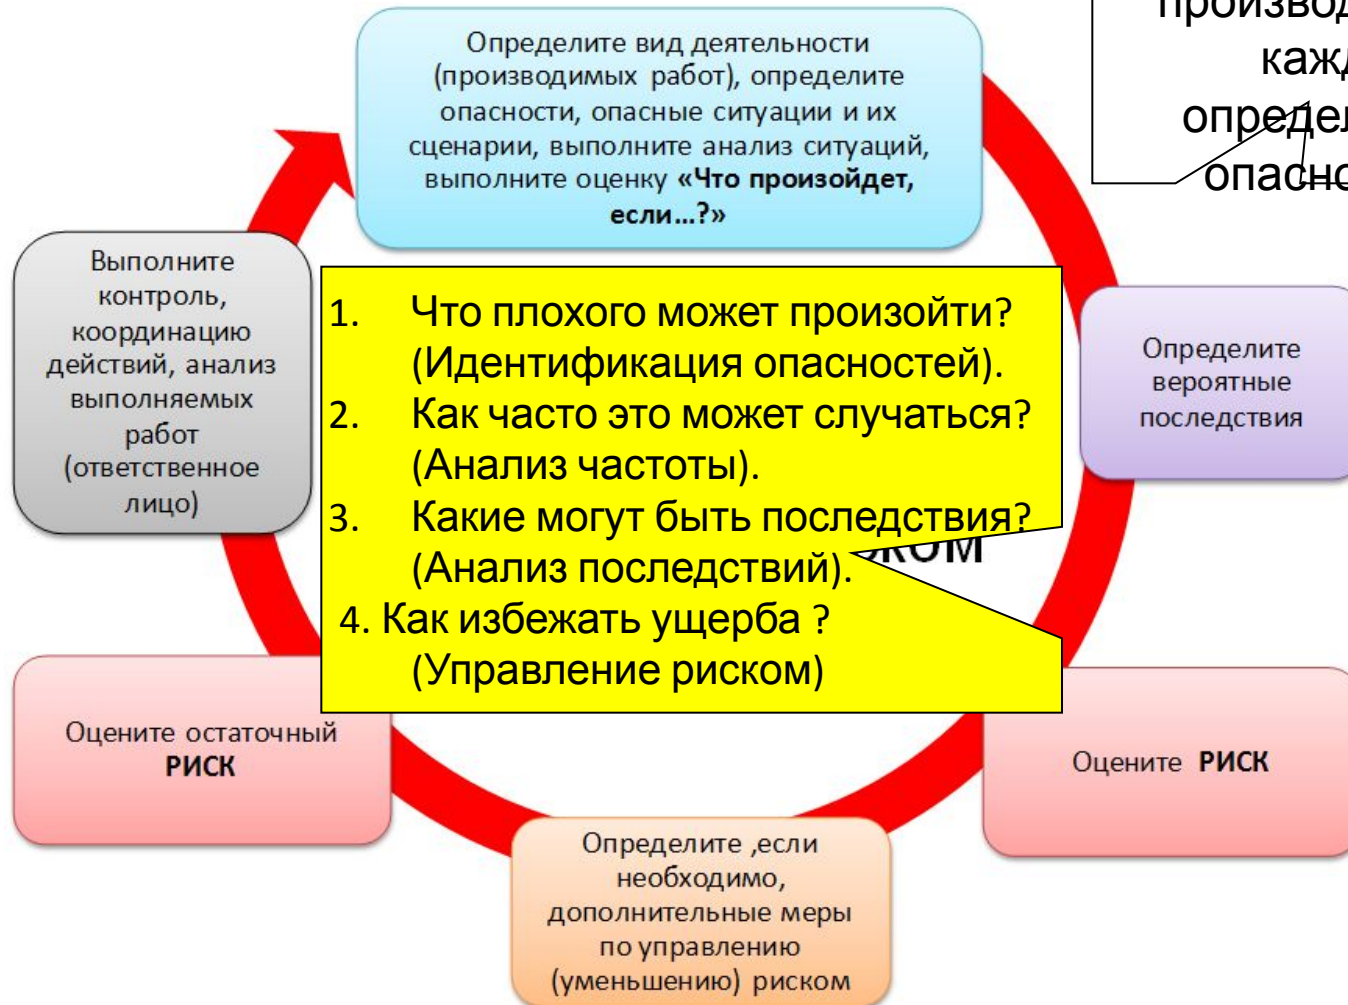 Определите вид деятельности
(производимых работ), определите
опасности, опасные ситуации и их
сценарии, выполните анализ ситуаций,
выполните оценку «Что произойдет,
если...?»
Выполните
контроль,
координацию
действий, анализ
выполняемых
работ
(ответственное
лицо)
1. Что плохого может произойти?
(Идентификация опасностей).
2. Как часто это может случаться?
(Анализ частоты).
3. Какие могут быть последствия?
(Анализ последствий).
4. Как избежать ущерба ?
(Управление риском)
Определите
вероятные
последствия
Оцените остаточный
РИСК
Оцените РИСК
Определите ,если
необходимо,
дополнительные меры
по управлению
(уменьшению) риском